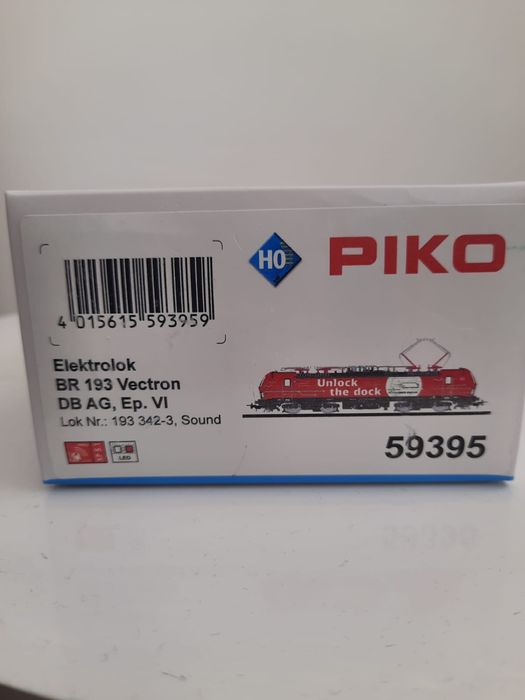 H0
PIKO
4 015615 593959
Elektrolok
BR 193 Vectron
DB AG, Ep. VI
Lok Nr.: 193 342-3, Sound
Unlock
the dock
LED
59395